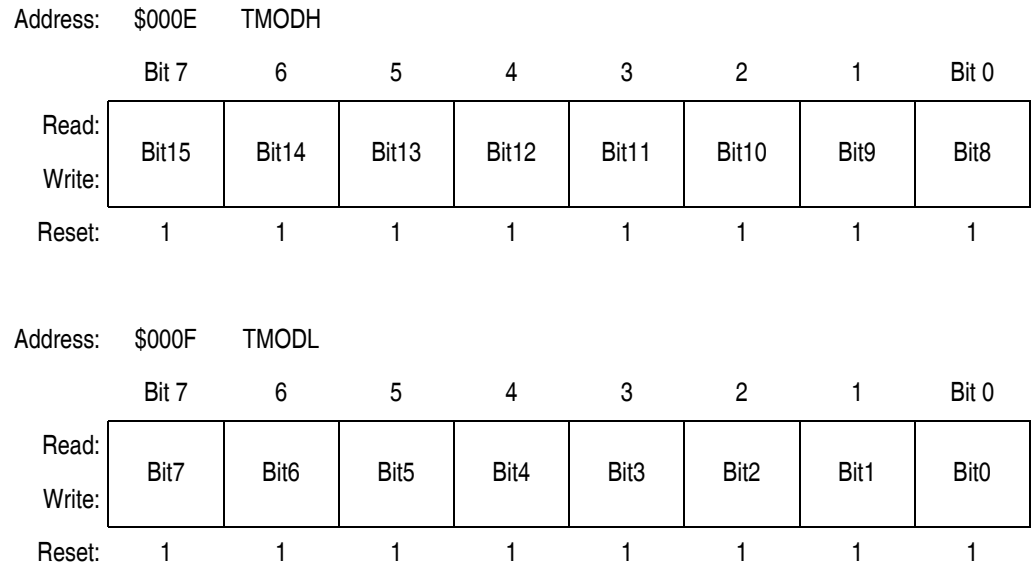 Address: $000E TMODH
Bit 7 6 5 4 3 2 1 Bit 0
Read:
Bit15 Bit14 Bit13 Bit12 Bit11 Bit10 Bit9 Bit8
Write:
Reset: 1 1 1 1 1 1 1 1
Address: $000F TMODL
Bit 7 6 5 4 3 2 1 Bit 0
Read:
Bit7 Bit6 Bit5 Bit4 Bit3 Bit2 Bit1 Bit0
Write:
Reset: 1 1 1 1 1 1 1 1